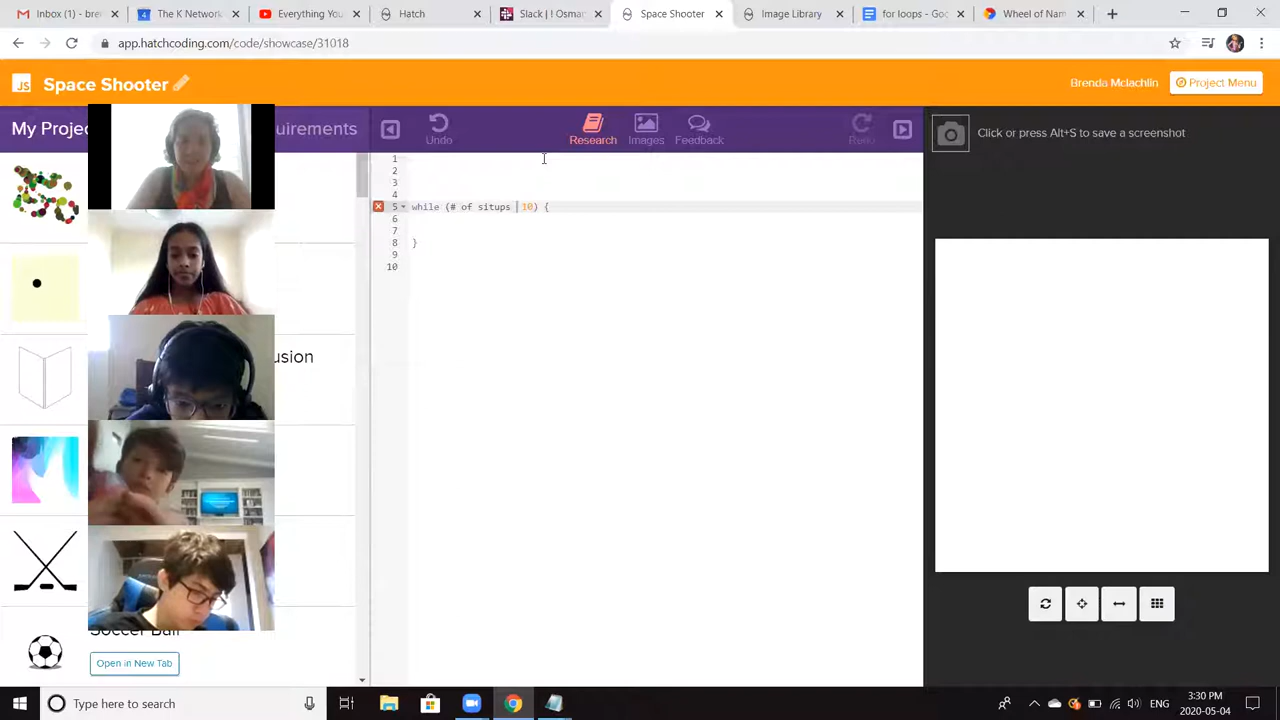 Inbox (1) - brew
The K Network
Everything You
Hatch
Slack | Osmo
Space Shooter
Image Library
for loops - Goo
Wheel of Nam
app.hatchcoding.com/code/showcase/31018
JS Space Shooter
Brenda Mclachlin
Project Menu
My Proje
uirements
Undo
Research
Images
Feedback
Redo
Click or press Alt+S to save a screenshot
1
2
3
4
5 while (# of situps 10) {
6
7
8 }
9
10
usion
Soccer Ball
Open in New Tab
Type here to search
ENG
3:30 PM
2020-05-04